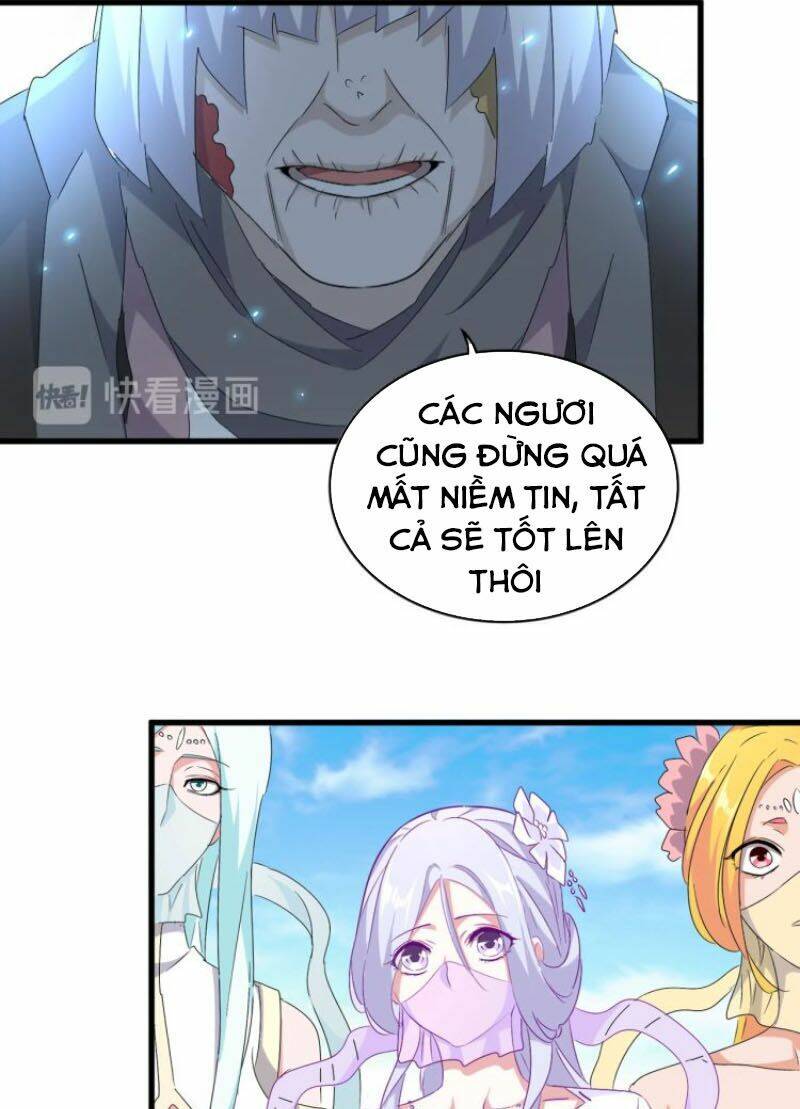 快看! 快看漫画
CÁC NGƯƠI
CŨNG ĐỪNG QUÁ
MẤT NIỀM TIN, TẤT
CẢ SẼ TỐT LÊN
THÔI